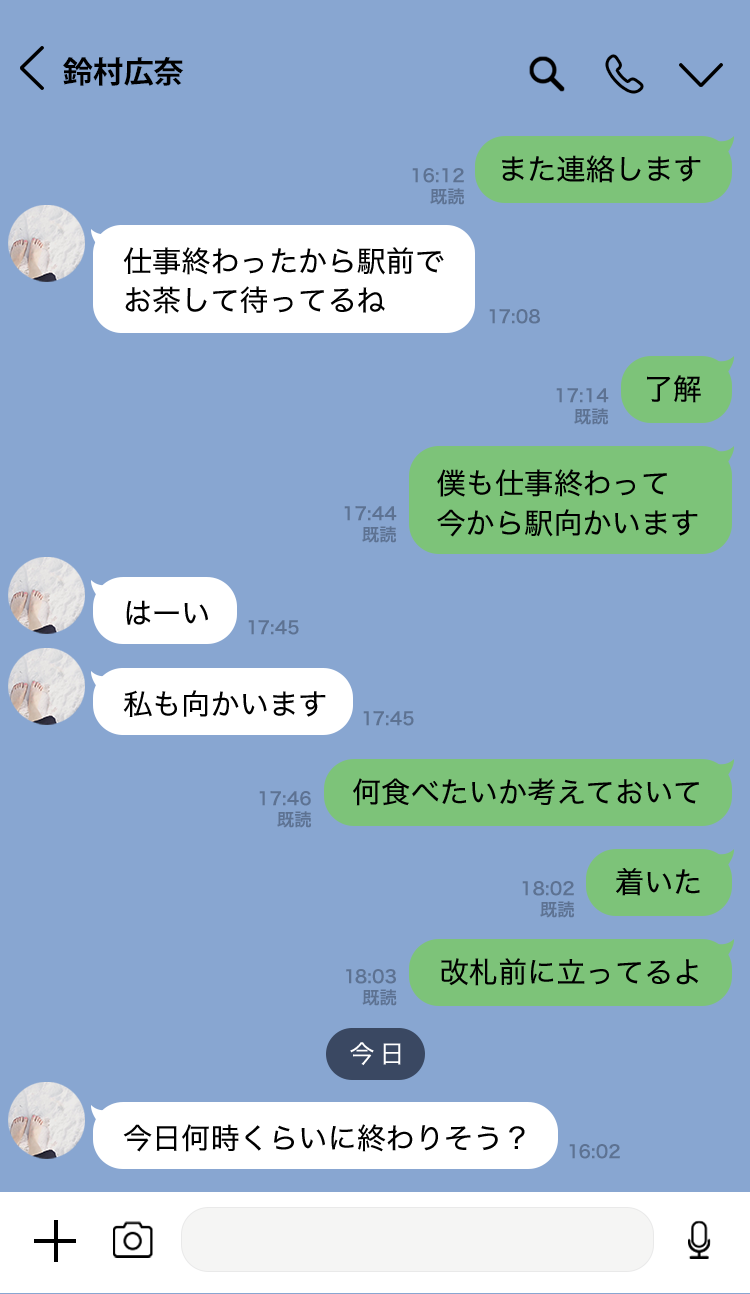 鈴村広奈
また連絡します
16:12
既読
仕事終わったから駅前で
お茶して待ってるね
17:08
了解
17:14
既読
僕も仕事終わって
今から駅向かいます
17:44
既読
はーい
17:45
私も向かいます
17:45
何食べたいか考えておいて
17:46
既読
着いた
18:02
既読
改札前に立ってるよ
18:03
既読
今日
今日何時くらいに終わりそう？
16:02